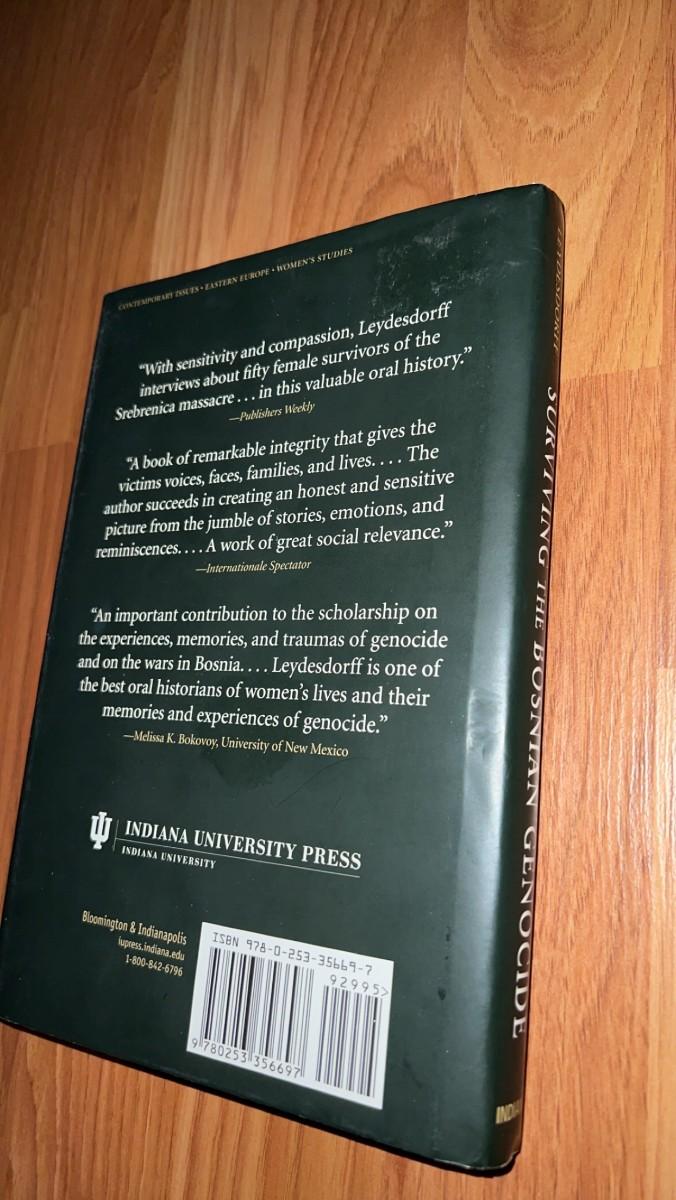 CONTEMPORARY ISSUES • EASTERN EUROPE • WOMEN'S STUDIES
“With sensitivity and compassion, Leydesdorff
interviews about fifty female survivors of the
Srebrenica massacre . . . in this valuable oral history.”
—Publishers Weekly
“A book of remarkable integrity that gives the
victims voices, faces, families, and lives. . . . The
author succeeds in creating an honest and sensitive
picture from the jumble of stories, emotions, and
reminiscences. . . . A work of great social relevance.”
—Internationale Spectator
“An important contribution to the scholarship on
the experiences, memories, and traumas of genocide
and on the wars in Bosnia. . . . Leydesdorff is one of
the best oral historians of women's lives and their
memories and experiences of genocide.”
—Melissa K. Bokovoy, University of New Mexico
INDIANA UNIVERSITY PRESS
INDIANA UNIVERSITY
Bloomington & Indianapolis
iupress.indiana.edu
1-800-842-6796
ISBN 978-0-253-35669-7
92995>
9 780253 356697
SURVIVING THE BOSNIAN GENOCIDE